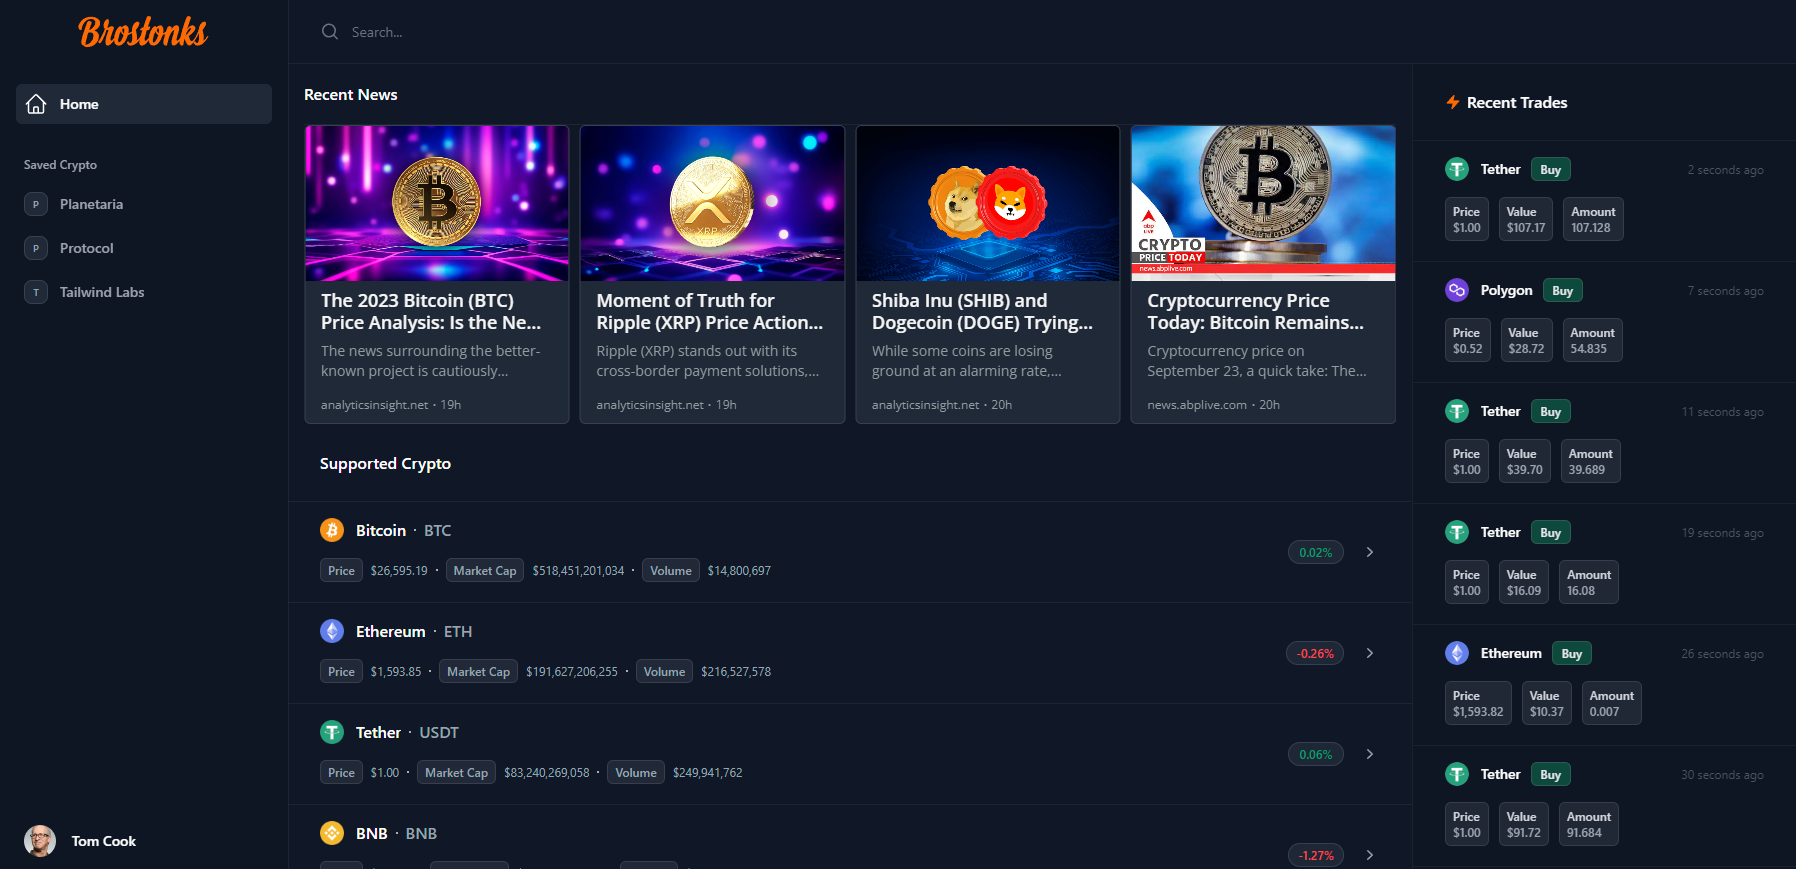 Brostonks
Search...
Home
Saved Crypto
P Planetaria
P Protocol
T Tailwind Labs
Tom Cook
Recent News
The 2023 Bitcoin (BTC)
Price Analysis: Is the Ne...
The news surrounding the better-
known project is cautiously...
analyticsinsight.net · 19h
XRP
Moment of Truth for
Ripple (XRP) Price Action...
Ripple (XRP) stands out with its
cross-border payment solutions,...
analyticsinsight.net · 19h
Shiba Inu (SHIB) and
Dogecoin (DOGE) Trying...
While some coins are losing
ground at an alarming rate,...
analyticsinsight.net · 20h
abp
LIVE
CRYPTO
PRICE TODAY
news.abplive.com
Cryptocurrency Price
Today: Bitcoin Remains...
Cryptocurrency price on
September 23, a quick take: The...
news.abplive.com · 20h
Supported Crypto
Bitcoin · BTC
Price $26,595.19 · Market Cap $518,451,201,034 · Volume $14,800,697
0.02%
Ethereum · ETH
Price $1,593.85 · Market Cap $191,627,206,255 · Volume $216,527,578
-0.26%
Tether · USDT
Price $1.00 · Market Cap $83,240,269,058 · Volume $249,941,762
0.06%
BNB · BNB
-1.27%
Recent Trades
Tether Buy 2 seconds ago
Price Value Amount
$1.00 $107.17 107.128
Polygon Buy 7 seconds ago
Price Value Amount
$0.52 $28.72 54.835
Tether Buy 11 seconds ago
Price Value Amount
$1.00 $39.70 39.689
Tether Buy 19 seconds ago
Price Value Amount
$1.00 $16.09 16.08
Ethereum Buy 26 seconds ago
Price Value Amount
$1,593.82 $10.37 0.007
Tether Buy 30 seconds ago
Price Value Amount
$1.00 $91.72 91.684